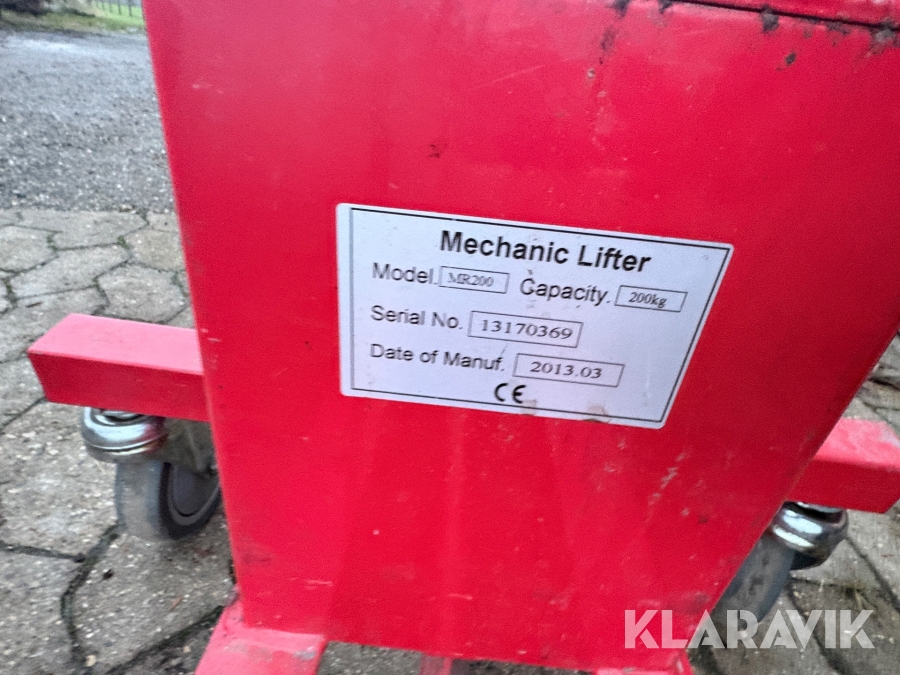 Mechanic Lifter
Model. MR200 Capacity. 200kg
Serial No. 13170369
Date of Manuf. 2013.03
CE
KLARAVIK